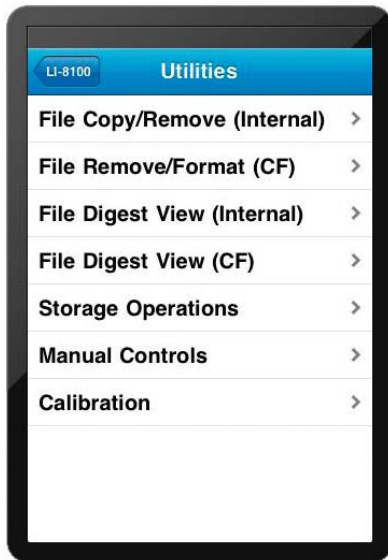 LI-8100
Utilities
File Copy/Remove (Internal)
File Remove/Format (CF)
File Digest View (Internal)
File Digest View (CF)
Storage Operations
Manual Controls
Calibration